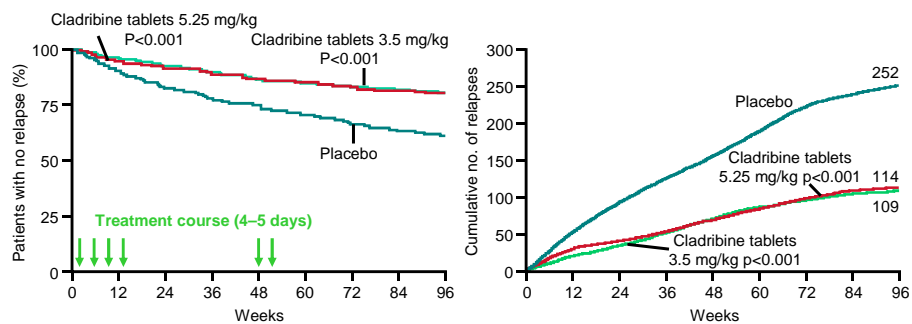 Cladribine tablets 5.25 mg/kg
P<0.001
Cladribine tablets 3.5 mg/kg
P<0.001
Placebo
Treatment course (4–5 days)
Patients with no relapse (%)
100
75
50
25
0
0 12 24 36 48 60 72 84 96
Weeks
Cumulative no. of relapses
300
250
200
150
100
50
0
252
Placebo
Cladribine tablets
5.25 mg/kg p<0.001
114
109
Cladribine tablets
3.5 mg/kg p<0.001
0 12 24 36 48 60 72 84 96
Weeks